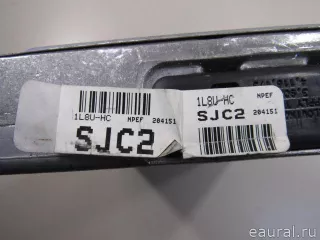 1L8U-HC
MPEF 204151
SJC2
1L8U-HC MPEF
SJC2 204151
eaural.ru